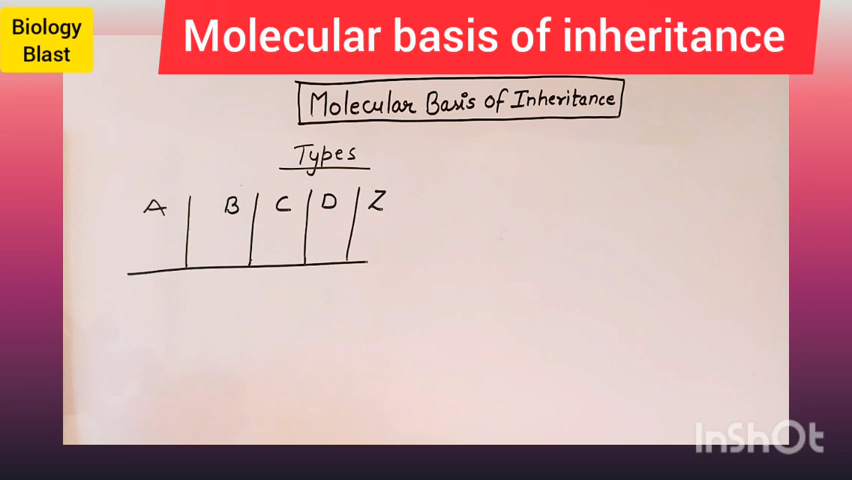 Biology
Blast
Molecular basis of inheritance
Molecular Basis of Inheritance
Types
A B C D Z
InShOt